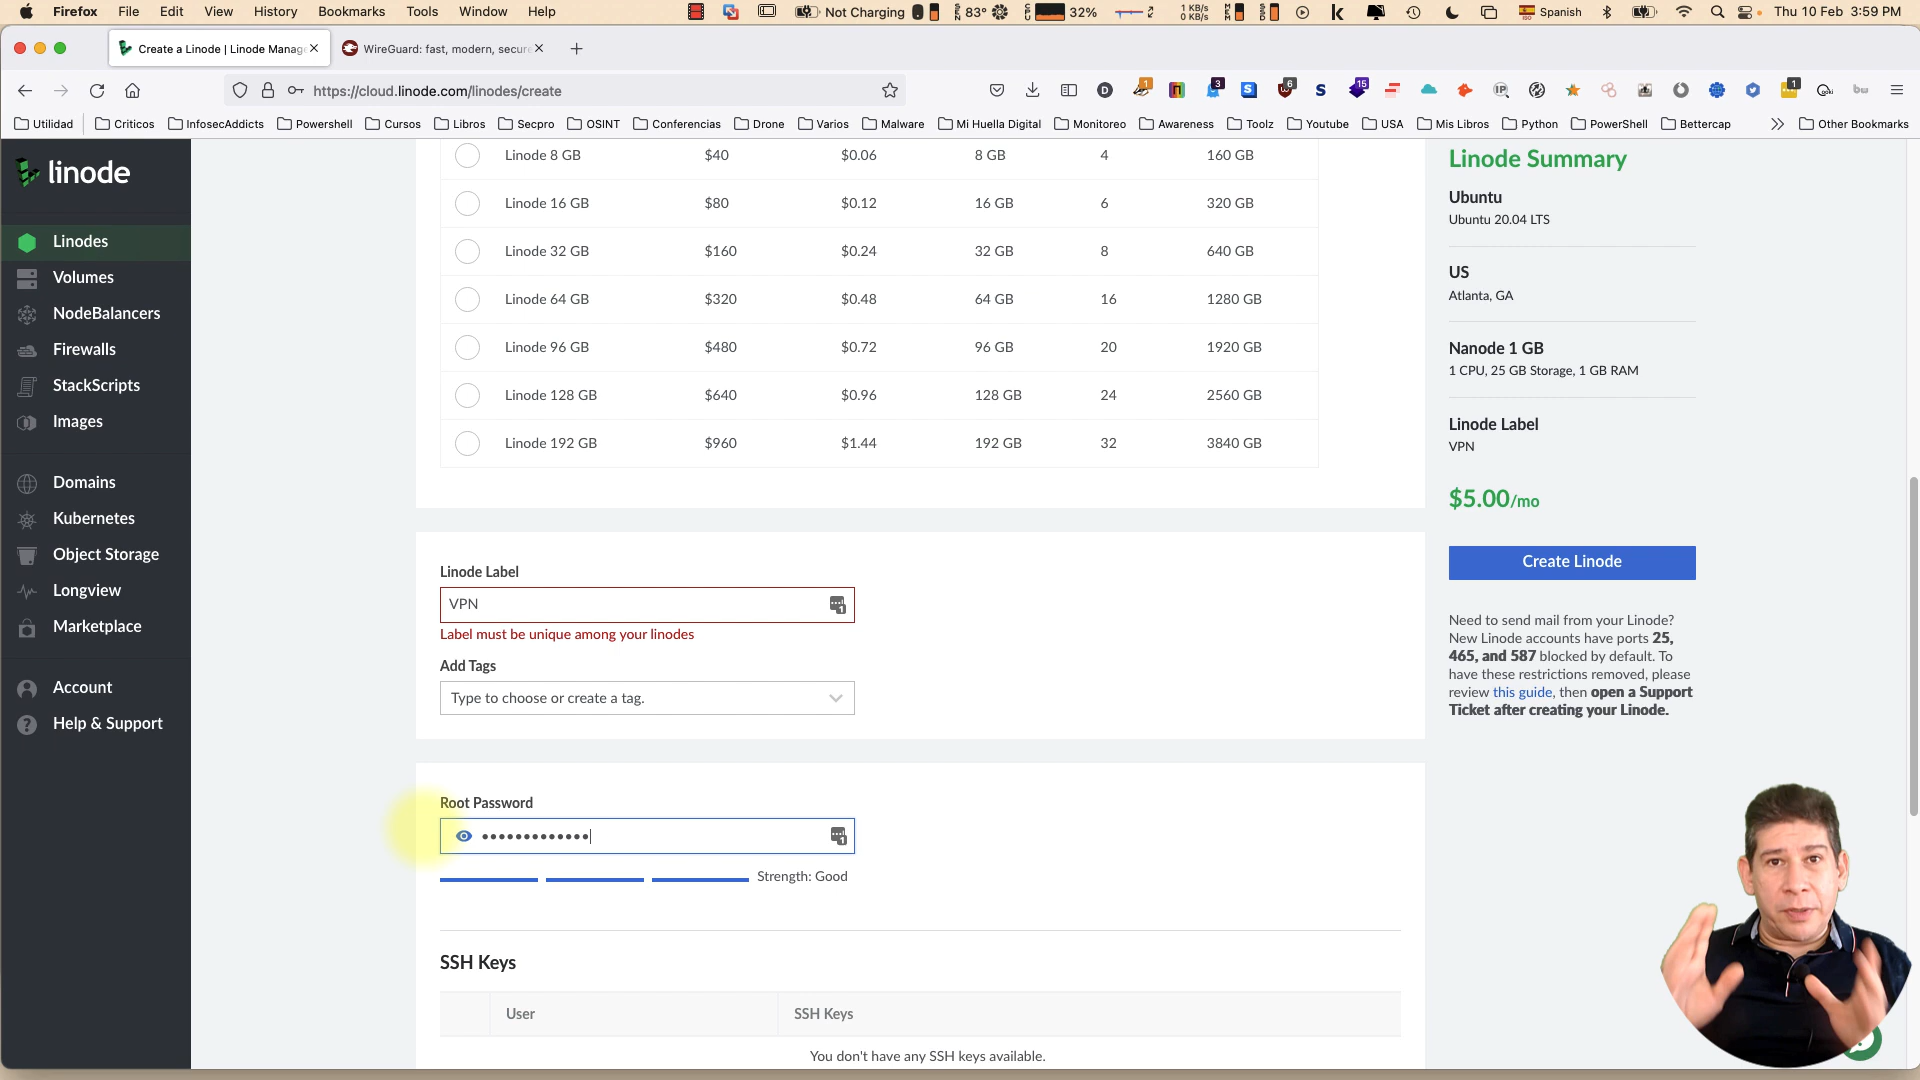 Firefox File Edit View History Bookmarks Tools Window Help
Not Charging 83° 32% 1 KB/s 0 KB/s Spanish Thu 10 Feb 3:59 PM
Create a Linode | Linode Manag
WireGuard: fast, modern, secure
https://cloud.linode.com/linodes/create
1 3 6 15 1
Utilidad Criticos InfosecAddicts Powershell Cursos Libros Secpro OSINT Conferencias Drone Varios Malware Mi Huella Digital Monitoreo Awareness Toolz Youtube USA Mis Libros Python PowerShell Bettercap Other Bookmarks
linode
Linodes
Volumes
NodeBalancers
Firewalls
StackScripts
Images
Domains
Kubernetes
Object Storage
Longview
Marketplace
Account
Help & Support
Linode 8 GB $40 $0.06 8 GB 4 160 GB
Linode 16 GB $80 $0.12 16 GB 6 320 GB
Linode 32 GB $160 $0.24 32 GB 8 640 GB
Linode 64 GB $320 $0.48 64 GB 16 1280 GB
Linode 96 GB $480 $0.72 96 GB 20 1920 GB
Linode 128 GB $640 $0.96 128 GB 24 2560 GB
Linode 192 GB $960 $1.44 192 GB 32 3840 GB
Linode Label
VPN
Label must be unique among your linodes
Add Tags
Type to choose or create a tag.
Root Password
•••••••••••••
Strength: Good
SSH Keys
User SSH Keys
You don't have any SSH keys available.
Linode Summary
Ubuntu
Ubuntu 20.04 LTS
US
Atlanta, GA
Nanode 1 GB
1 CPU, 25 GB Storage, 1 GB RAM
Linode Label
VPN
$5.00/mo
Create Linode
Need to send mail from your Linode?
New Linode accounts have ports 25,
465, and 587 blocked by default. To
have these restrictions removed, please
review this guide, then open a Support
Ticket after creating your Linode.